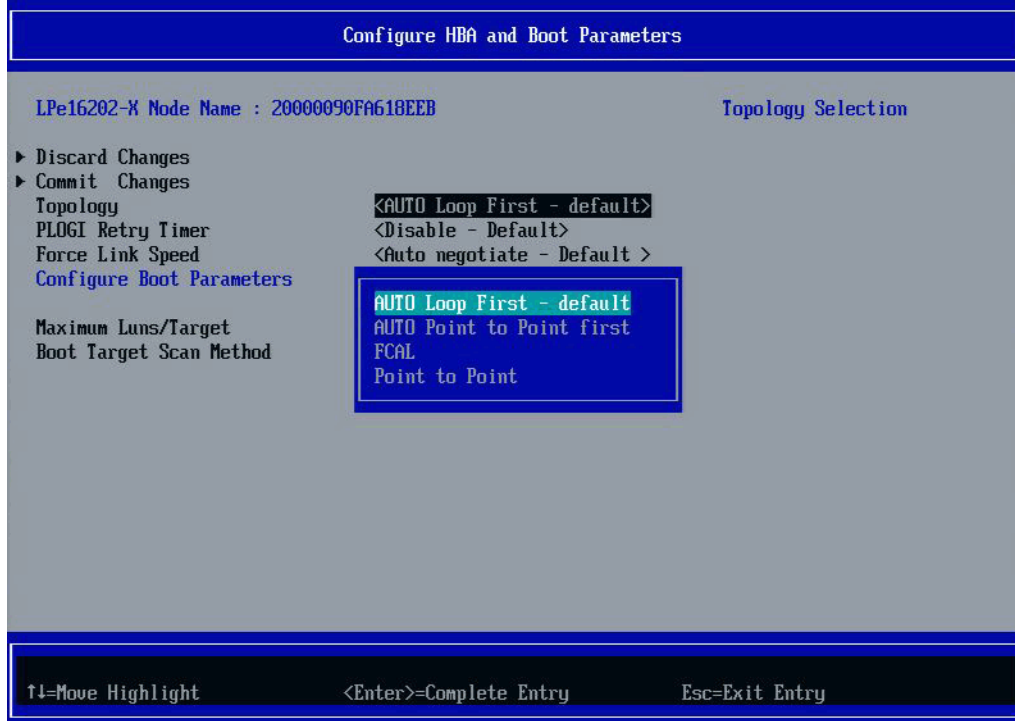 Configure HBA and Boot Parameters
LPe16202-X Node Name : 20000090FA618EEB Topology Selection
▶ Discard Changes
▶ Commit Changes
Topology <AUTO Loop First - default>
PLOGI Retry Timer <Disable - Default>
Force Link Speed <Auto negotiate - Default >
Configure Boot Parameters
AUTO Loop First - default
Maximum Luns/Target AUTO Point to Point first
Boot Target Scan Method FCAL
Point to Point
↑↓=Move Highlight <Enter>=Complete Entry Esc=Exit Entry